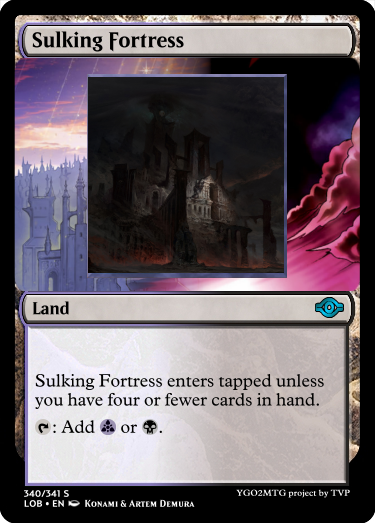 Sulking Fortress
Land
Sulking Fortress enters tapped unless
you have four or fewer cards in hand.
: Add or .
340/341 S
LOB • EN Konami & Artem Demura
YGO2MTG project by TVP